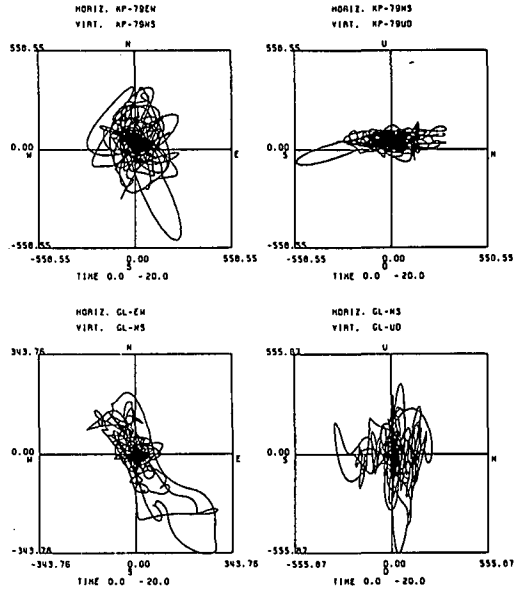 HORIZ. KP-79EW
VIRT. KP-79NS
N
550.55
0.00
W
E
-550.55
-550.55
0.00
550.55
S
TIME 0.0 -20.0
HORIZ. KP-79NS
VIRT. KP-79UD
U
550.55
0.00
S
N
-550.55
-550.55
0.00
550.55
D
TIME 0.0 -20.0
HORIZ. GL-EW
VIRT. GL-NS
N
343.76
0.00
W
E
-343.76
-343.76
0.00
343.76
S
TIME 0.0 -20.0
HORIZ. GL-NS
VIRT. GL-UD
U
555.07
0.00
S
N
-555.07
-555.07
0.00
555.07
D
TIME 0.0 -20.0